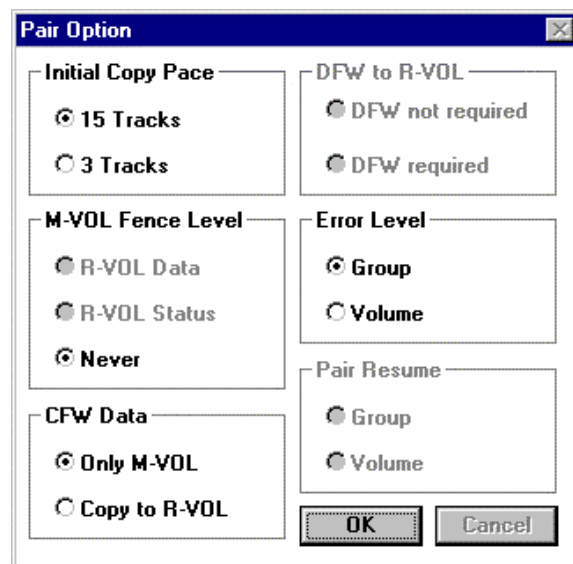 Pair Option
Initial Copy Pace
15 Tracks
3 Tracks
M-VOL Fence Level
R-VOL Data
R-VOL Status
Never
CFW Data
Only M-VOL
Copy to R-VOL
DFW to R-VOL
DFW not required
DFW required
Error Level
Group
Volume
Pair Resume
Group
Volume
OK
Cancel